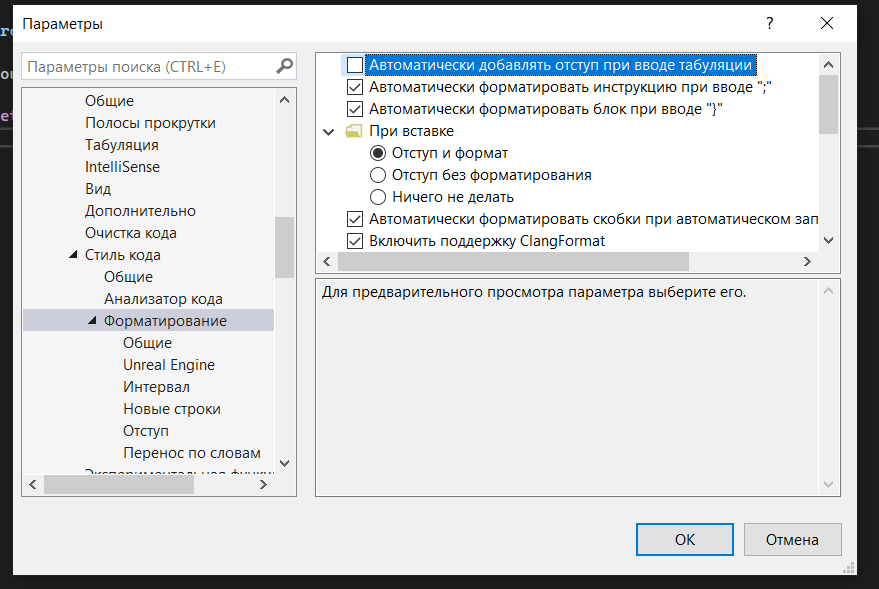 Параметры
?
Параметры поиска (CTRL+E)
Общие
Полосы прокрутки
Табуляция
IntelliSense
Вид
Дополнительно
Очистка кода
Стиль кода
Общие
Анализатор кода
Форматирование
Общие
Unreal Engine
Интервал
Новые строки
Отступ
Перенос по словам
Автоматически добавлять отступ при вводе табуляции
Автоматически форматировать инструкцию при вводе ";"
Автоматически форматировать блок при вводе "}"
При вставке
Отступ и формат
Отступ без форматирования
Ничего не делать
Автоматически форматировать скобки при автоматическом зап
Включить поддержку ClangFormat
Для предварительного просмотра параметра выберите его.
OK
Отмена